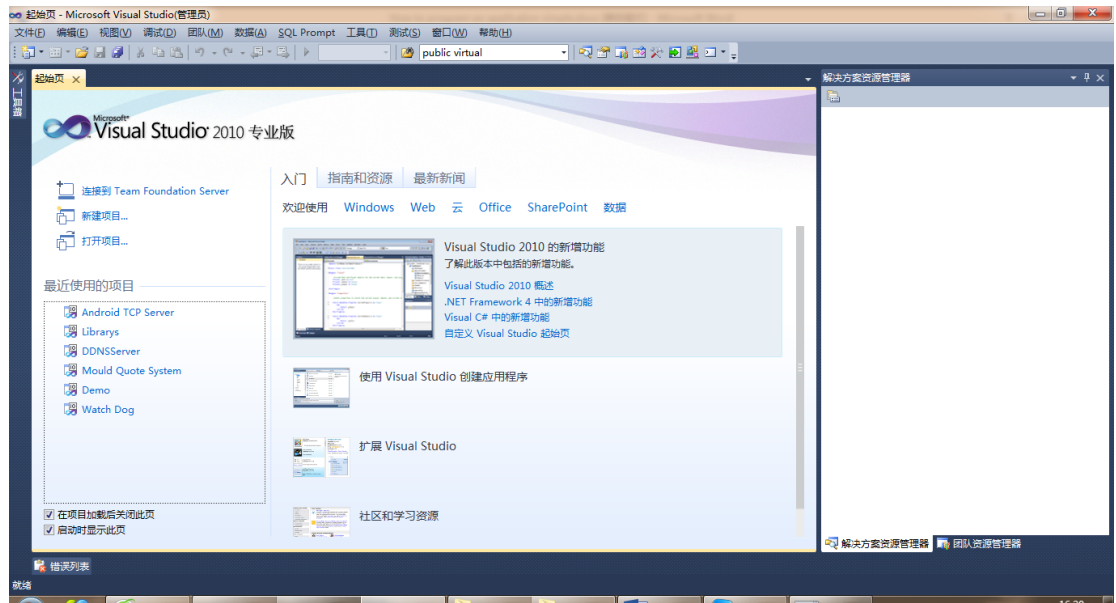 起始页 - Microsoft Visual Studio(管理员)
文件(F) 编辑(E) 视图(V) 调试(D) 团队(M) 数据(A) SQL Prompt 工具(T) 测试(S) 窗口(W) 帮助(H)
public virtual
工具箱
起始页
解决方案资源管理器
Microsoft
Visual Studio 2010 专业版
连接到 Team Foundation Server
新建项目...
打开项目...
最近使用的项目
Android TCP Server
Librarys
DDNSServer
Mould Quote System
Demo
Watch Dog
在项目加载后关闭此页
启动时显示此页
入门 指南和资源 最新新闻
欢迎使用 Windows Web 云 Office SharePoint 数据
Visual Studio 2010 的新增功能
了解此版本中包括的新增功能。
Visual Studio 2010 概述
.NET Framework 4 中的新增功能
Visual C# 中的新增功能
自定义 Visual Studio 起始页
使用 Visual Studio 创建应用程序
扩展 Visual Studio
社区和学习资源
解决方案资源管理器 团队资源管理器
错误列表
就绪